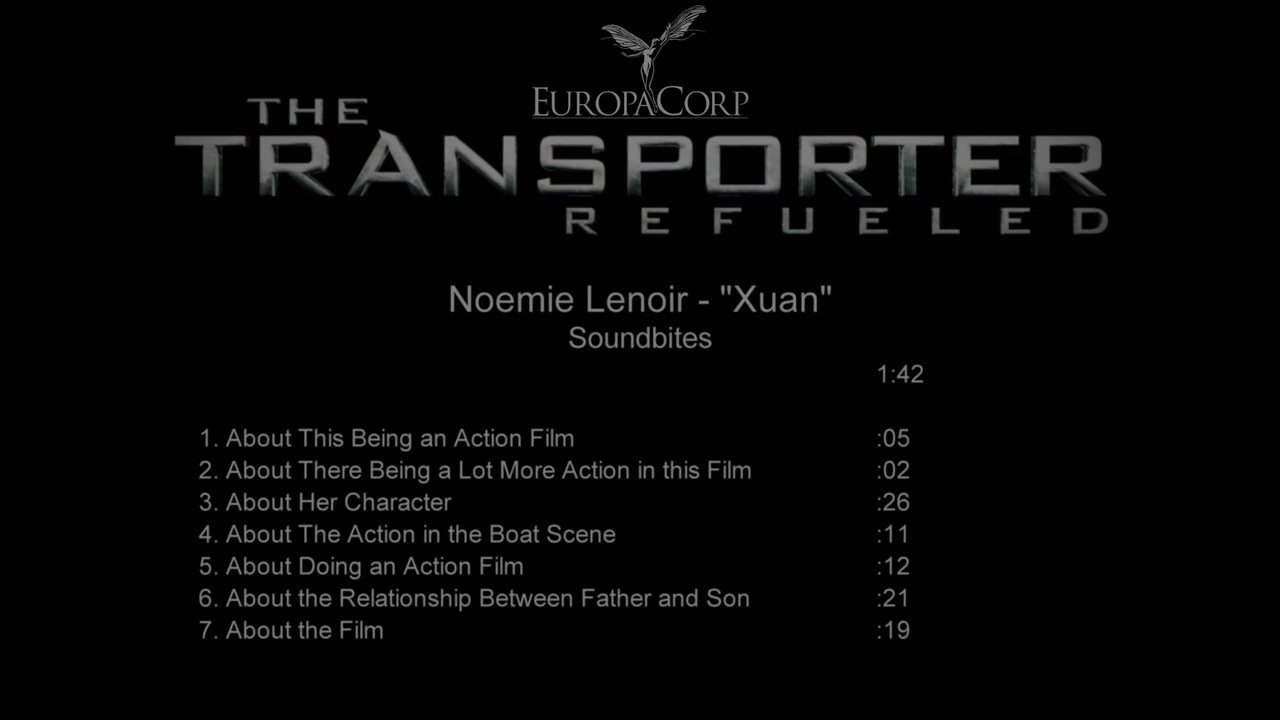 EUROPACORP
THE
TRANSPORTER
REFUELED
Noemie Lenoir - "Xuan"
Soundbites
1:42
1. About This Being an Action Film :05
2. About There Being a Lot More Action in this Film :02
3. About Her Character :26
4. About The Action in the Boat Scene :11
5. About Doing an Action Film :12
6. About the Relationship Between Father and Son :21
7. About the Film :19